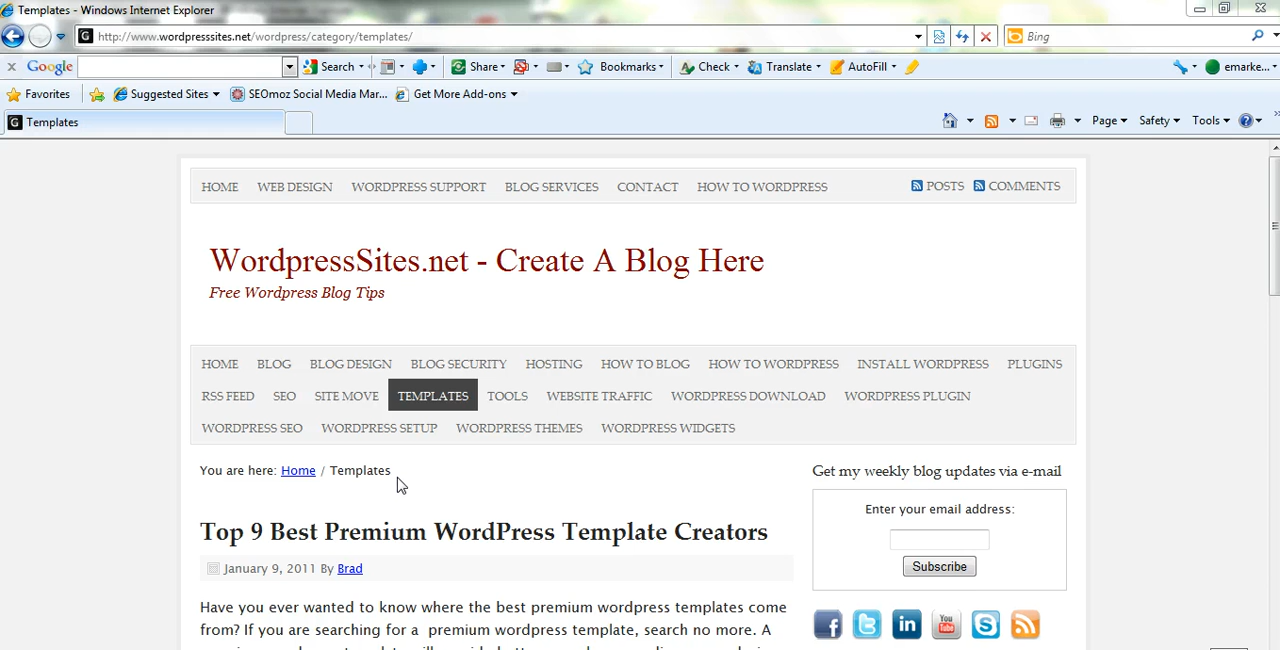 Templates - Windows Internet Explorer
http://www.wordpresssites.net/wordpress/category/templates/
Bing
x Google Search Share Bookmarks Check Translate AutoFill emarke...
Favorites Suggested Sites SEOmoz Social Media Mar... Get More Add-ons
Templates Page Safety Tools
HOME WEB DESIGN WORDPRESS SUPPORT BLOG SERVICES CONTACT HOW TO WORDPRESS POSTS COMMENTS
WordpressSites.net - Create A Blog Here
Free Wordpress Blog Tips
HOME BLOG BLOG DESIGN BLOG SECURITY HOSTING HOW TO BLOG HOW TO WORDPRESS INSTALL WORDPRESS PLUGINS
RSS FEED SEO SITE MOVE TEMPLATES TOOLS WEBSITE TRAFFIC WORDPRESS DOWNLOAD WORDPRESS PLUGIN
WORDPRESS SEO WORDPRESS SETUP WORDPRESS THEMES WORDPRESS WIDGETS
You are here: Home / Templates
Top 9 Best Premium WordPress Template Creators
January 9, 2011 By Brad
Have you ever wanted to know where the best premium wordpress templates come
from? If you are searching for a premium wordpress template, search no more. A
Get my weekly blog updates via e-mail
Enter your email address:
Subscribe
You Tube